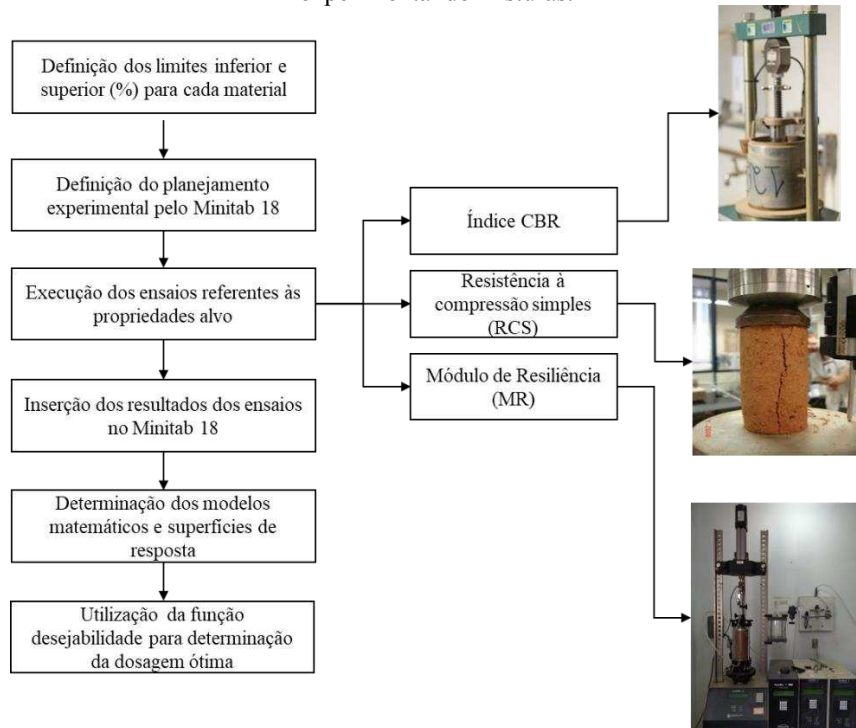 Definição dos limites inferior e
superior (%) para cada material
Definição do planejamento
experimental pelo Minitab 18
Execução dos ensaios referentes às
propriedades alvo
Inserção dos resultados dos ensaios
no Minitab 18
Determinação dos modelos
matemáticos e superfícies de
resposta
Utilização da função
desejabilidade para determinação
da dosagem ótima
Índice CBR
Resistência à
compressão simples
(RCS)
Módulo de Resiliência
(MR)